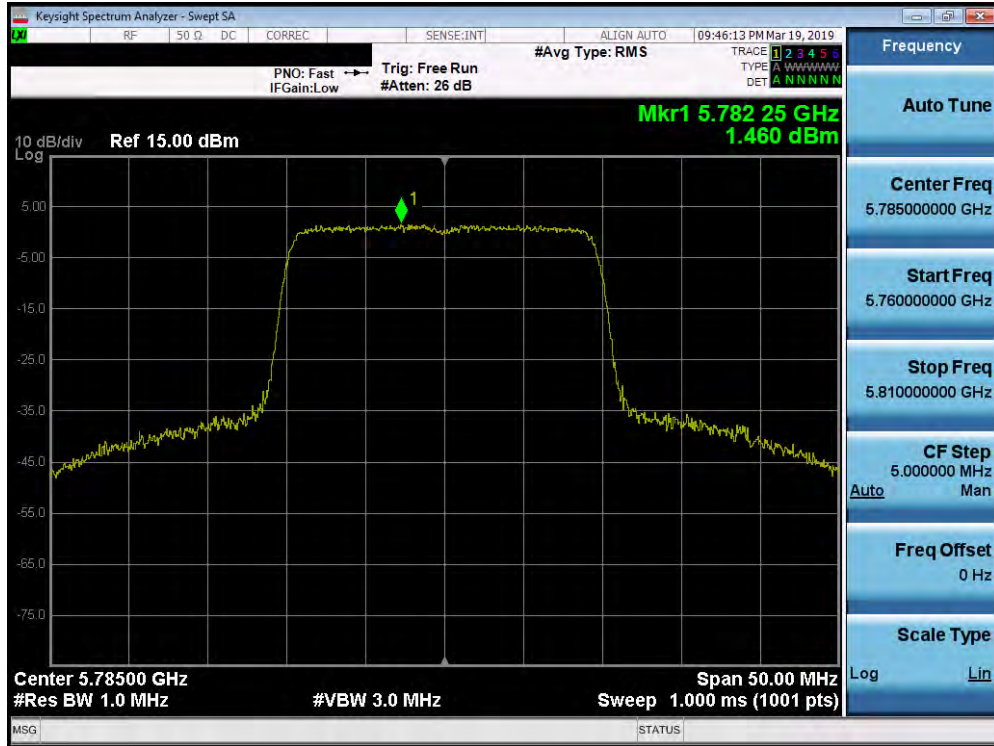 Keysight Spectrum Analyzer - Swept SA
LXI RF 50 Ω DC CORREC SENSE:INT ALIGN AUTO 09:46:13 PM Mar 19, 2019
PNO: Fast
IFGain:Low
Trig: Free Run
#Atten: 26 dB
#Avg Type: RMS
TRACE 1 2 3 4 5 6
TYPE A WWWWW
DET A N N N N N
Mkr1 5.782 25 GHz
1.460 dBm
10 dB/div
Log
Ref 15.00 dBm
1
5.00
-5.00
-15.0
-25.0
-35.0
-45.0
-55.0
-65.0
-75.0
Center 5.78500 GHz
Span 50.00 MHz
#Res BW 1.0 MHz
#VBW 3.0 MHz
Sweep 1.000 ms (1001 pts)
MSG
STATUS
Frequency
Auto Tune
Center Freq
5.785000000 GHz
Start Freq
5.760000000 GHz
Stop Freq
5.810000000 GHz
CF Step
5.000000 MHz
Auto Man
Freq Offset
0 Hz
Scale Type
Log Lin